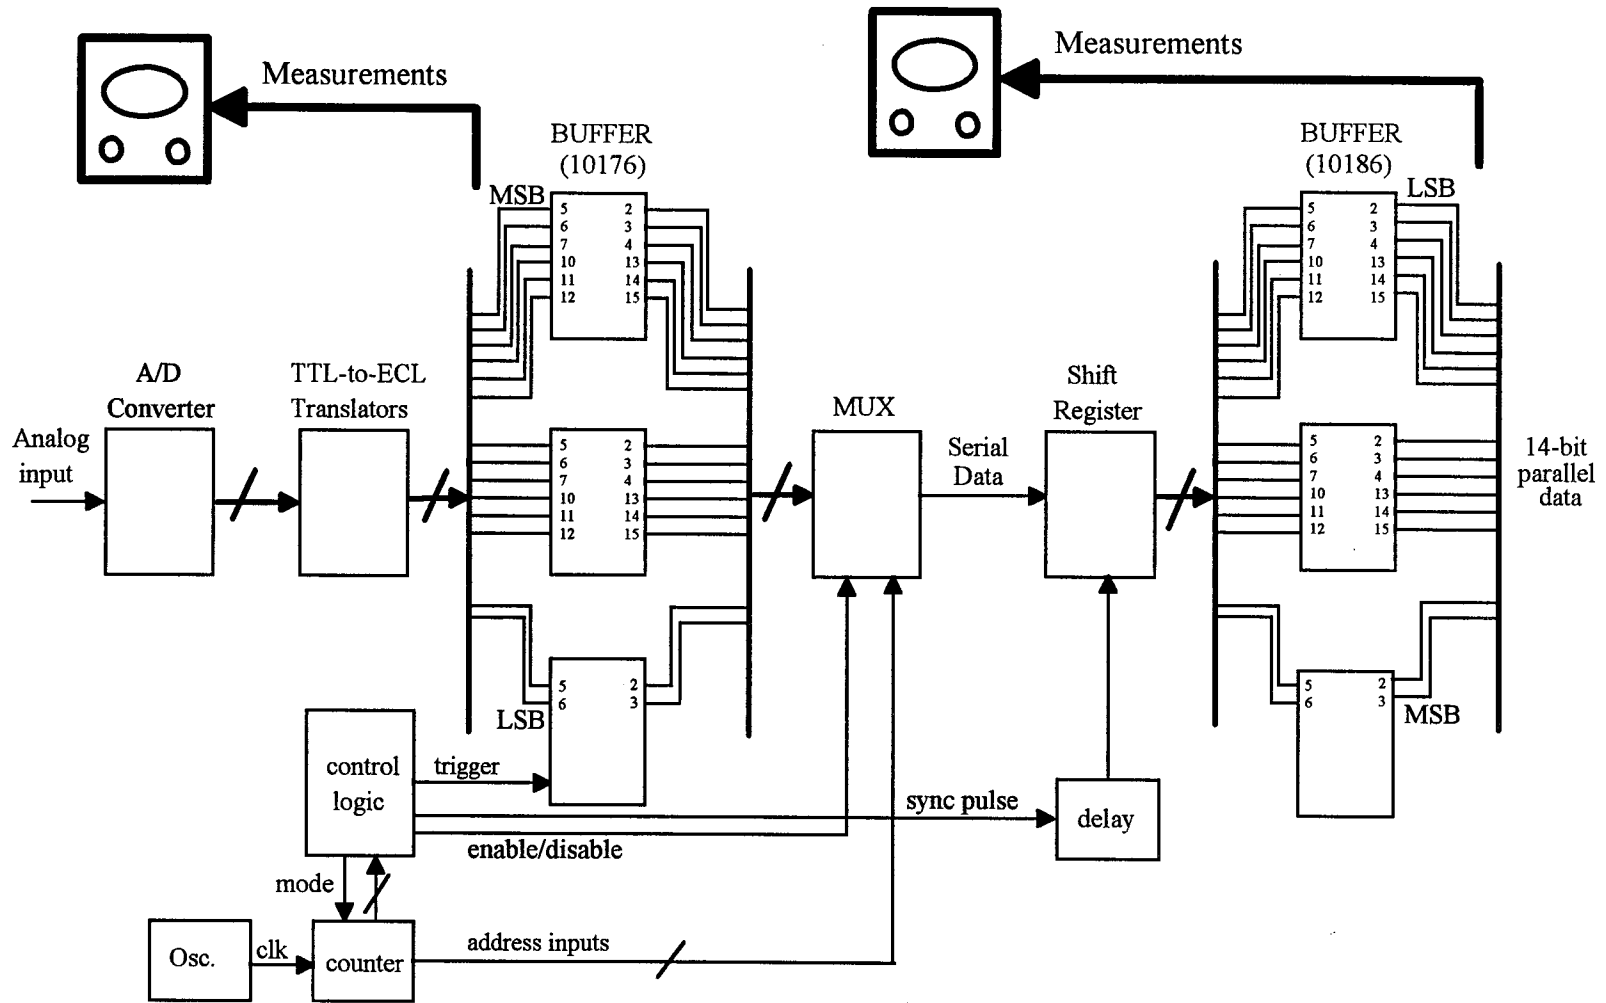 Measurements
Measurements
BUFFER
(10176)
BUFFER
(10186)
MSB
LSB
5 2
6 3
7 4
10 13
11 14
12 15
5 2
6 3
7 4
10 13
11 14
12 15
A/D
Converter
TTL-to-ECL
Translators
MUX
Shift
Register
Analog
input
Serial
Data
14-bit
parallel
data
5 2
6 3
7 4
10 13
11 14
12 15
5 2
6 3
7 4
10 13
11 14
12 15
5 2
6 3
LSB
5 2
6 3
MSB
control
logic
trigger
sync pulse
delay
enable/disable
mode
Osc.
clk
counter
address inputs